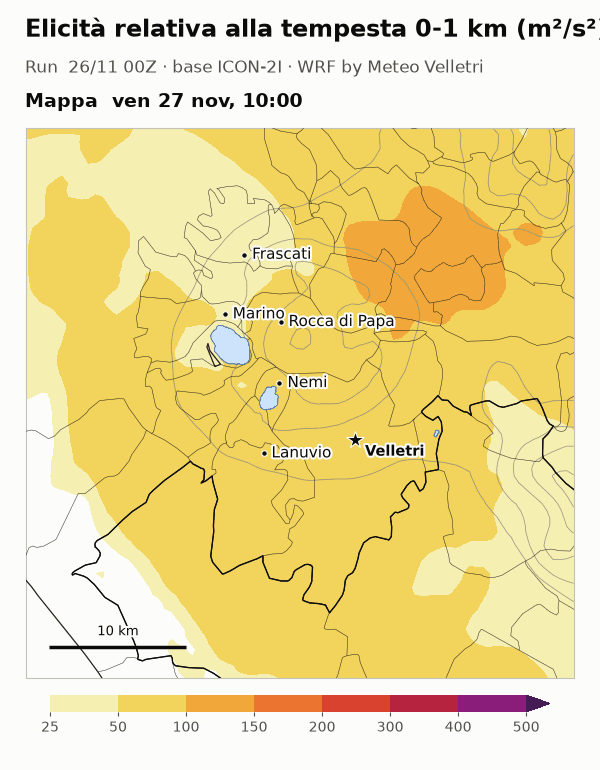 Elicità relativa alla tempesta 0-1 km (m²/s²)
Run  26/11 00Z · base ICON-2I · WRF by Meteo Velletri
Mappa  ven 27 nov, 10:00
Frascati
Marino
Rocca di Papa
Nemi
Lanuvio
Velletri
10 km
25 50 100 150 200 300 400 500